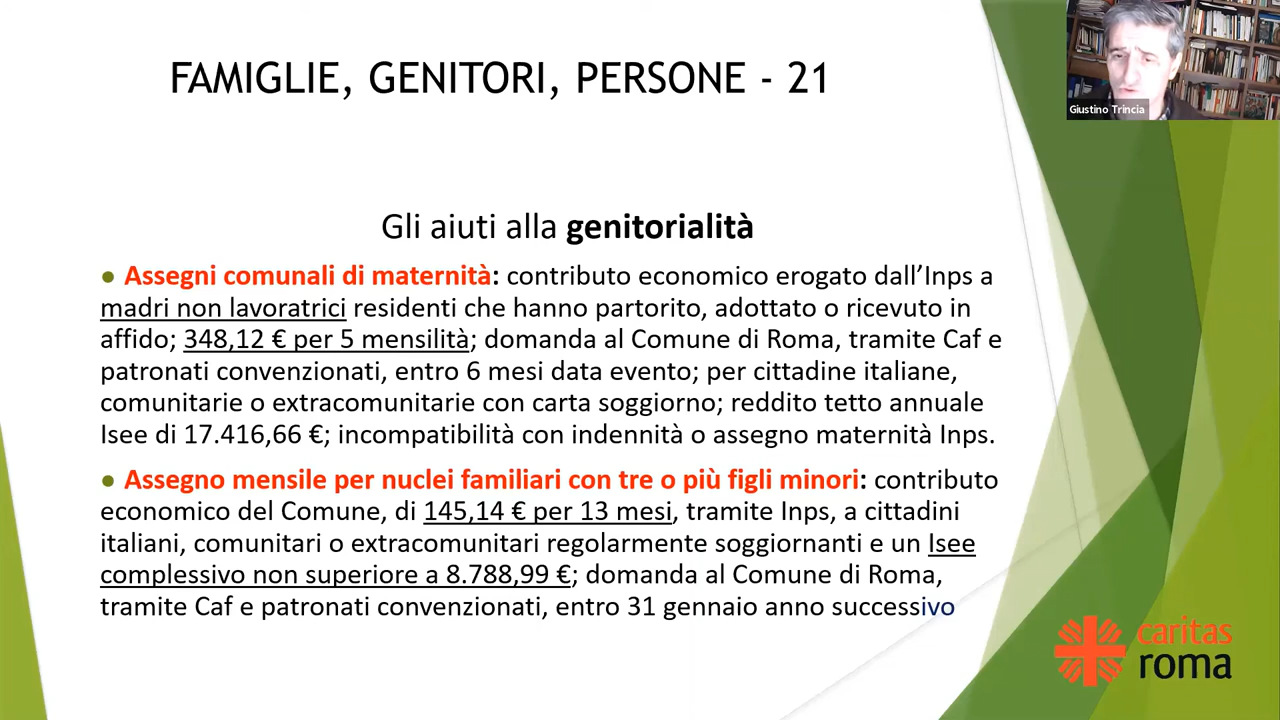 FAMIGLIE, GENITORI, PERSONE - 21
Giustino Trincia
Gli aiuti alla genitorialità
● Assegni comunali di maternità: contributo economico erogato dall’Inps a
madri non lavoratrici residenti che hanno partorito, adottato o ricevuto in
affido; 348,12 € per 5 mensilità; domanda al Comune di Roma, tramite Caf e
patronati convenzionati, entro 6 mesi data evento; per cittadine italiane,
comunitarie o extracomunitarie con carta soggiorno; reddito tetto annuale
Isee di 17.416,66 €; incompatibilità con indennità o assegno maternità Inps.
● Assegno mensile per nuclei familiari con tre o più figli minori: contributo
economico del Comune, di 145,14 € per 13 mesi, tramite Inps, a cittadini
italiani, comunitari o extracomunitari regolarmente soggiornanti e un Isee
complessivo non superiore a 8.788,99 €; domanda al Comune di Roma,
tramite Caf e patronati convenzionati, entro 31 gennaio anno successivo
caritas
roma